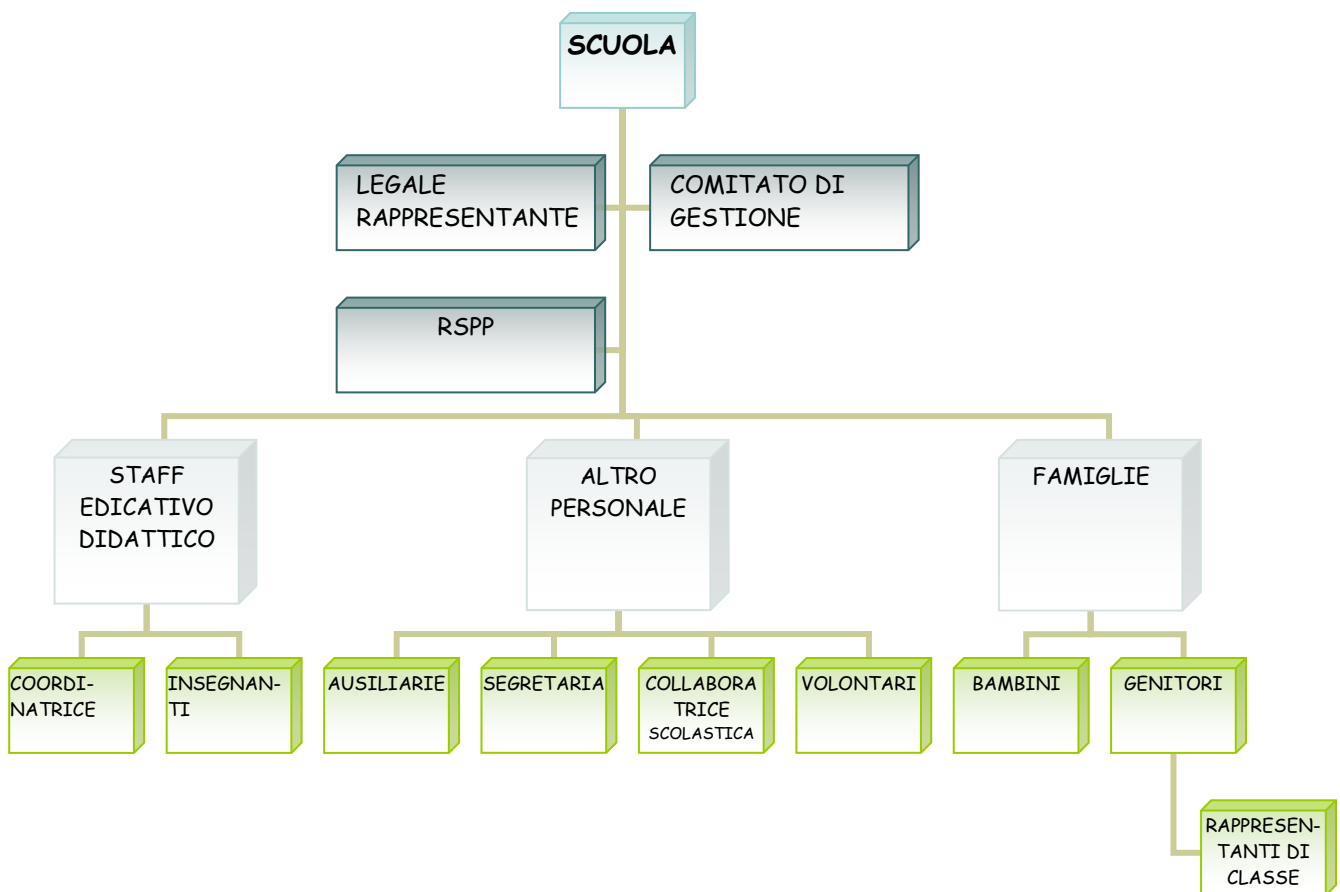 SCUOLA
LEGALE
RAPPRESENTANTE
COMITATO DI
GESTIONE
RSPP
STAFF
EDICATIVO
DIDATTICO
ALTRO
PERSONALE
FAMIGLIE
COORDI-
NATRICE
INSEGNAN-
TI
AUSILIARIE
SEGRETARIA
COLLABORA
TRICE
SCOLASTICA
VOLONTARI
BAMBINI
GENITORI
RAPPRESEN-
TANTI DI
CLASSE